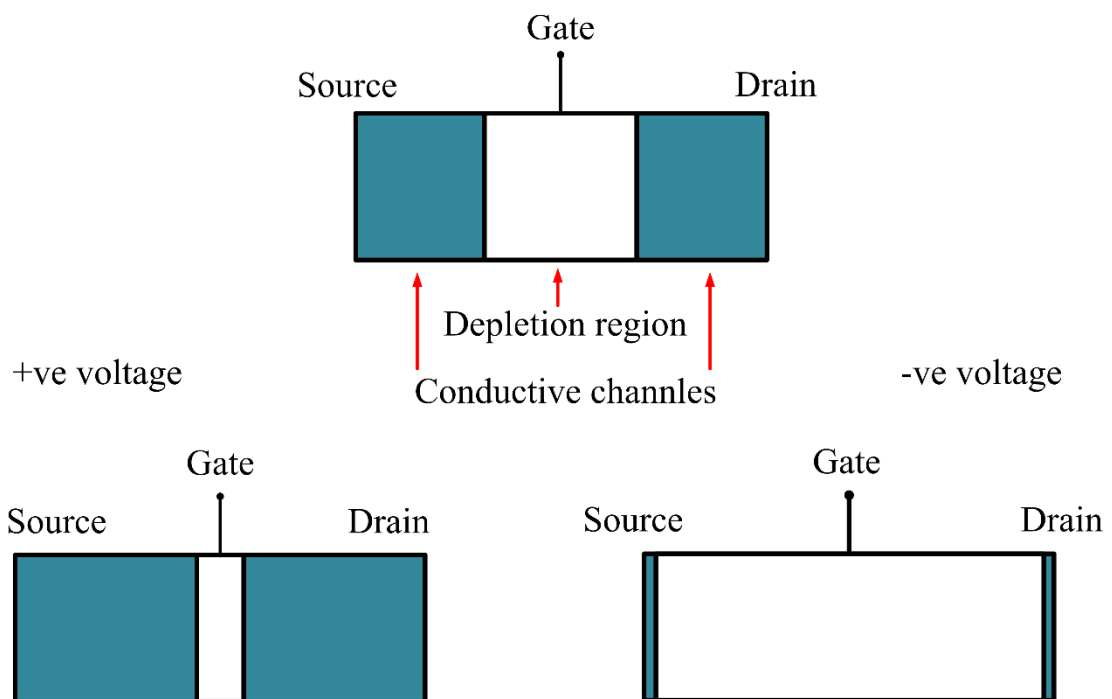 Gate
Source
Drain
Depletion region
Conductive channles
+ve voltage
-ve voltage
Gate
Source
Drain
Gate
Source
Drain